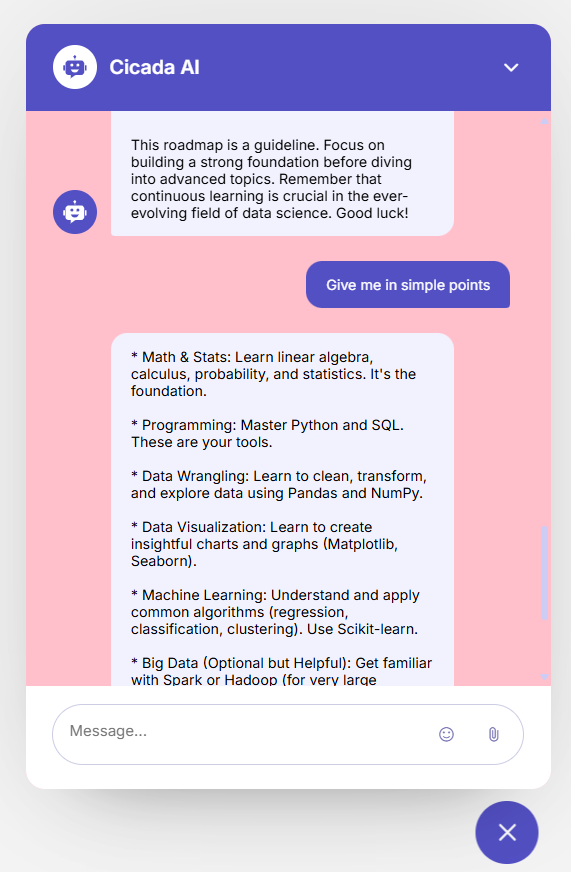 Cicada AI
This roadmap is a guideline. Focus on
building a strong foundation before diving
into advanced topics. Remember that
continuous learning is crucial in the ever-
evolving field of data science. Good luck!
Give me in simple points
* Math & Stats: Learn linear algebra,
calculus, probability, and statistics. It's the
foundation.
* Programming: Master Python and SQL.
These are your tools.
* Data Wrangling: Learn to clean, transform,
and explore data using Pandas and NumPy.
* Data Visualization: Learn to create
insightful charts and graphs (Matplotlib,
Seaborn).
* Machine Learning: Understand and apply
common algorithms (regression,
classification, clustering). Use Scikit-learn.
* Big Data (Optional but Helpful): Get familiar
with Spark or Hadoop (for very large
Message...